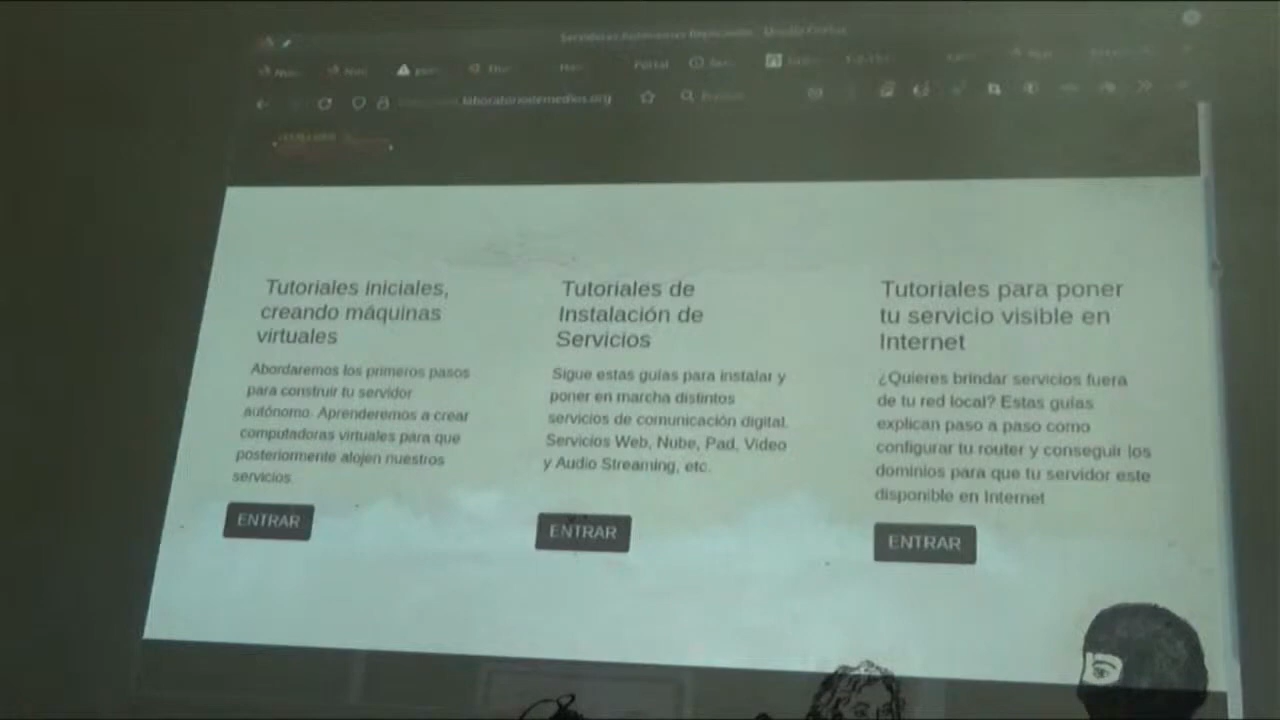 laboratoriodemedios.org
Tutoriales iniciales,
creando máquinas
virtuales
Abordaremos los primeros pasos
para construir tu servidor
autónomo. Aprenderemos a crear
computadoras virtuales para que
posteriormente alojen nuestros
servicios.
ENTRAR
Tutoriales de
Instalación de
Servicios
Sigue estas guías para instalar y
poner en marcha distintos
servicios de comunicación digital.
Servicios Web, Nube, Pad, Video
y Audio Streaming, etc.
ENTRAR
Tutoriales para poner
tu servicio visible en
Internet
¿Quieres brindar servicios fuera
de tu red local? Estas guías
explican paso a paso como
configurar tu router y conseguir los
dominios para que tu servidor este
disponible en Internet
ENTRAR